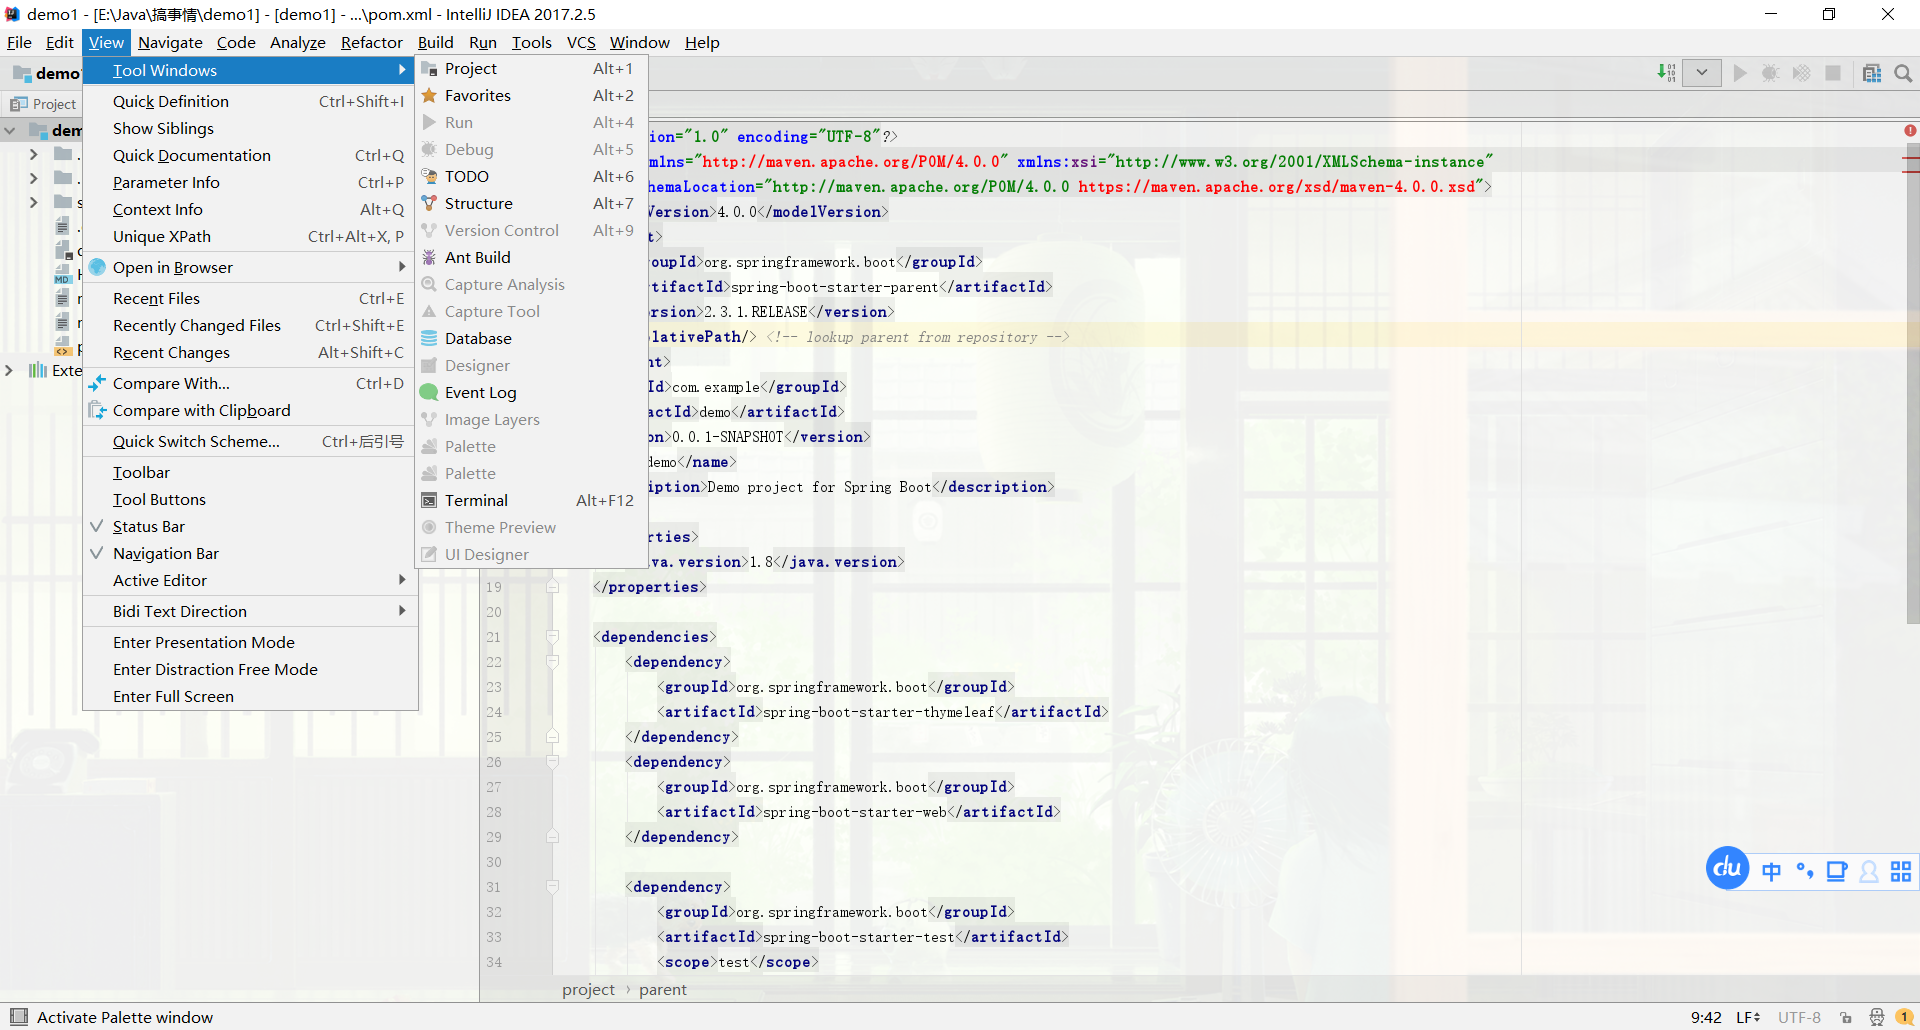 demo1 - [E:\Java\搞事情\demo1] - [demo1] - ...\pom.xml - IntelliJ IDEA 2017.2.5
File Edit View Navigate Code Analyze Refactor Build Run Tools VCS Window Help
demo
Project
dem
Exte
Tool Windows
Quick Definition Ctrl+Shift+I
Show Siblings
Quick Documentation Ctrl+Q
Parameter Info Ctrl+P
Context Info Alt+Q
Unique XPath Ctrl+Alt+X, P
Open in Browser
Recent Files Ctrl+E
Recently Changed Files Ctrl+Shift+E
Recent Changes Alt+Shift+C
Compare With... Ctrl+D
Compare with Clipboard
Quick Switch Scheme... Ctrl+后引号
Toolbar
Tool Buttons
Status Bar
Navigation Bar
Active Editor
Bidi Text Direction
Enter Presentation Mode
Enter Distraction Free Mode
Enter Full Screen
Project Alt+1
Favorites Alt+2
Run Alt+4
Debug Alt+5
TODO Alt+6
Structure Alt+7
Version Control Alt+9
Ant Build
Capture Analysis
Capture Tool
Database
Designer
Event Log
Image Layers
Palette
Palette
Terminal Alt+F12
Theme Preview
UI Designer
ion="1.0" encoding="UTF-8"?>
mlns="http://maven.apache.org/POM/4.0.0" xmlns:xsi="http://www.w3.org/2001/XMLSchema-instance"
hemaLocation="http://maven.apache.org/POM/4.0.0 https://maven.apache.org/xsd/maven-4.0.0.xsd">
Version>4.0.0</modelVersion>
t>
oupId>org.springframework.boot</groupId>
tifactId>spring-boot-starter-parent</artifactId>
rsion>2.3.1.RELEASE</version>
lativePath/> <!-- lookup parent from repository -->
nt>
Id>com.example</groupId>
actId>demo</artifactId>
on>0.0.1-SNAPSHOT</version>
demo</name>
iption>Demo project for Spring Boot</description>
rties>
va.version>1.8</java.version>
19 </properties>
20
21 <dependencies>
22 <dependency>
23 <groupId>org.springframework.boot</groupId>
24 <artifactId>spring-boot-starter-thymeleaf</artifactId>
25 </dependency>
26 <dependency>
27 <groupId>org.springframework.boot</groupId>
28 <artifactId>spring-boot-starter-web</artifactId>
29 </dependency>
30
31 <dependency>
32 <groupId>org.springframework.boot</groupId>
33 <artifactId>spring-boot-starter-test</artifactId>
34 <scope>test</scope>
project › parent
du 中
Activate Palette window 9:42 LF UTF-8 1